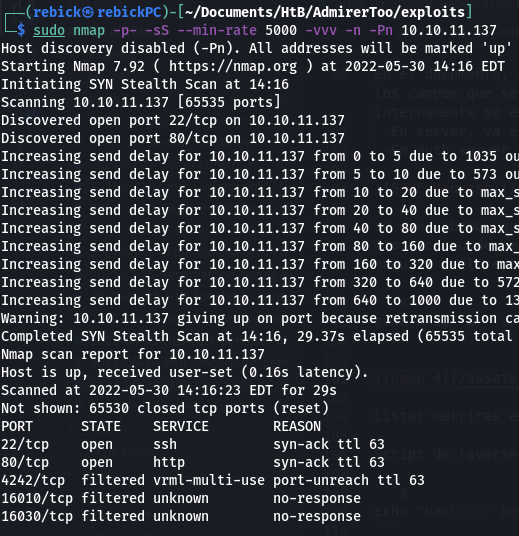 (rebick㉿rebickPC)-[~/Documents/HtB/AdmirerToo/exploits]
$ sudo nmap -p- -sS --min-rate 5000 -vvv -n -Pn 10.10.11.137
Host discovery disabled (-Pn). All addresses will be marked 'up'
Starting Nmap 7.92 ( https://nmap.org ) at 2022-05-30 14:16 EDT
Initiating SYN Stealth Scan at 14:16
Scanning 10.10.11.137 [65535 ports]
Discovered open port 22/tcp on 10.10.11.137
Discovered open port 80/tcp on 10.10.11.137
Increasing send delay for 10.10.11.137 from 0 to 5 due to 1035 ou
Increasing send delay for 10.10.11.137 from 5 to 10 due to 573 ou
Increasing send delay for 10.10.11.137 from 10 to 20 due to max_s
Increasing send delay for 10.10.11.137 from 20 to 40 due to max_s
Increasing send delay for 10.10.11.137 from 40 to 80 due to max_s
Increasing send delay for 10.10.11.137 from 80 to 160 due to max_
Increasing send delay for 10.10.11.137 from 160 to 320 due to max
Increasing send delay for 10.10.11.137 from 320 to 640 due to 572
Increasing send delay for 10.10.11.137 from 640 to 1000 due to 13
Warning: 10.10.11.137 giving up on port because retransmission ca
Completed SYN Stealth Scan at 14:16, 29.37s elapsed (65535 total
Nmap scan report for 10.10.11.137
Host is up, received user-set (0.16s latency).
Scanned at 2022-05-30 14:16:23 EDT for 29s
Not shown: 65530 closed tcp ports (reset)
PORT STATE SERVICE REASON
22/tcp open ssh syn-ack ttl 63
80/tcp open http syn-ack ttl 63
4242/tcp filtered vrml-multi-use port-unreach ttl 63
16010/tcp filtered unknown no-response
16030/tcp filtered unknown no-response